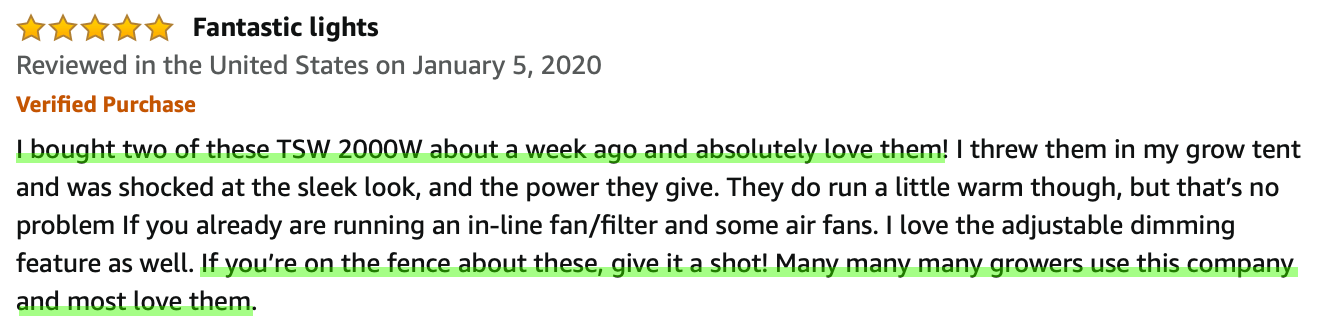 Fantastic lights
Reviewed in the United States on January 5, 2020
Verified Purchase
I bought two of these TSW 2000W about a week ago and absolutely love them! I threw them in my grow tent
and was shocked at the sleek look, and the power they give. They do run a little warm though, but that’s no
problem If you already are running an in-line fan/filter and some air fans. I love the adjustable dimming
feature as well. If you’re on the fence about these, give it a shot! Many many many growers use this company
and most love them.